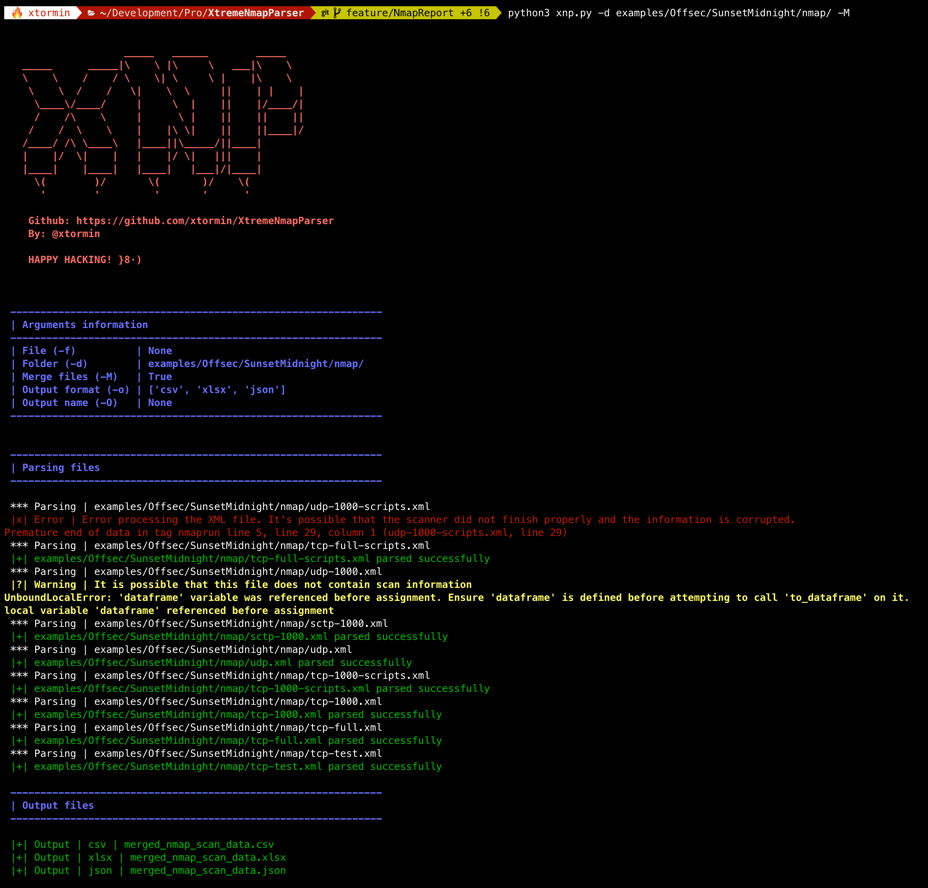 xtormin ~/Development/Pro/XtremeNmapParser git feature/NmapReport +6 !6 python3 xnp.py -d examples/Offsec/SunsetMidnight/nmap/ -M
Github: https://github.com/xtormin/XtremeNmapParser
By: @xtormin
HAPPY HACKING! }8·)
------------------------------------------------------------
| Arguments information
------------------------------------------------------------
| File (-f)          | None
| Folder (-d)        | examples/Offsec/SunsetMidnight/nmap/
| Merge files (-M)   | True
| Output format (-o) | ['csv', 'xlsx', 'json']
| Output name (-O)   | None
------------------------------------------------------------
------------------------------------------------------------
| Parsing files
------------------------------------------------------------
*** Parsing | examples/Offsec/SunsetMidnight/nmap/udp-1000-scripts.xml
|x| Error | Error processing the XML file. It's possible that the scanner did not finish properly and the information is corrupted.
Premature end of data in tag nmaprun line 5, line 29, column 1 (udp-1000-scripts.xml, line 29)
*** Parsing | examples/Offsec/SunsetMidnight/nmap/tcp-full-scripts.xml
|+| examples/Offsec/SunsetMidnight/nmap/tcp-full-scripts.xml parsed successfully
*** Parsing | examples/Offsec/SunsetMidnight/nmap/udp-1000.xml
|?| Warning | It is possible that this file does not contain scan information
UnboundLocalError: 'dataframe' variable was referenced before assignment. Ensure 'dataframe' is defined before attempting to call 'to_dataframe' on it.
local variable 'dataframe' referenced before assignment
*** Parsing | examples/Offsec/SunsetMidnight/nmap/sctp-1000.xml
|+| examples/Offsec/SunsetMidnight/nmap/sctp-1000.xml parsed successfully
*** Parsing | examples/Offsec/SunsetMidnight/nmap/udp.xml
|+| examples/Offsec/SunsetMidnight/nmap/udp.xml parsed successfully
*** Parsing | examples/Offsec/SunsetMidnight/nmap/tcp-1000-scripts.xml
|+| examples/Offsec/SunsetMidnight/nmap/tcp-1000-scripts.xml parsed successfully
*** Parsing | examples/Offsec/SunsetMidnight/nmap/tcp-1000.xml
|+| examples/Offsec/SunsetMidnight/nmap/tcp-1000.xml parsed successfully
*** Parsing | examples/Offsec/SunsetMidnight/nmap/tcp-full.xml
|+| examples/Offsec/SunsetMidnight/nmap/tcp-full.xml parsed successfully
*** Parsing | examples/Offsec/SunsetMidnight/nmap/tcp-test.xml
|+| examples/Offsec/SunsetMidnight/nmap/tcp-test.xml parsed successfully
------------------------------------------------------------
| Output files
------------------------------------------------------------
|+| Output | csv | merged_nmap_scan_data.csv
|+| Output | xlsx | merged_nmap_scan_data.xlsx
|+| Output | json | merged_nmap_scan_data.json